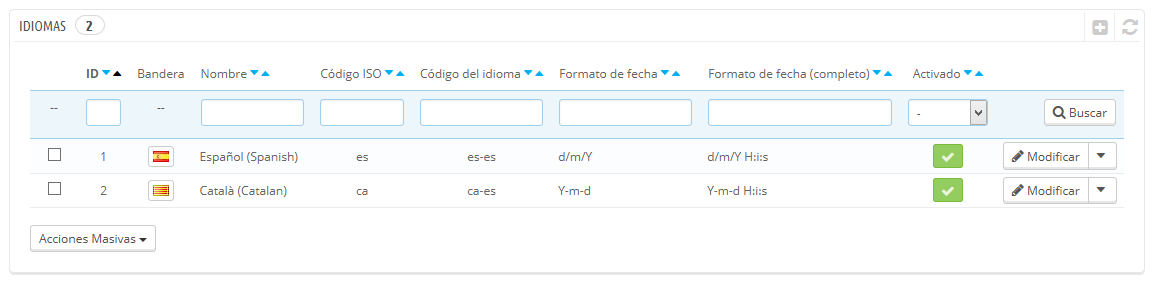 IDIOMAS 2
ID Bandera Nombre Código ISO Código del idioma Formato de fecha Formato de fecha (completo) Activado
-- -- - Buscar
1 Español (Spanish) es es-es d/m/Y d/m/Y H:i:s Modificar
2 Català (Catalan) ca ca-es Y-m-d Y-m-d H:i:s Modificar
Acciones Masivas